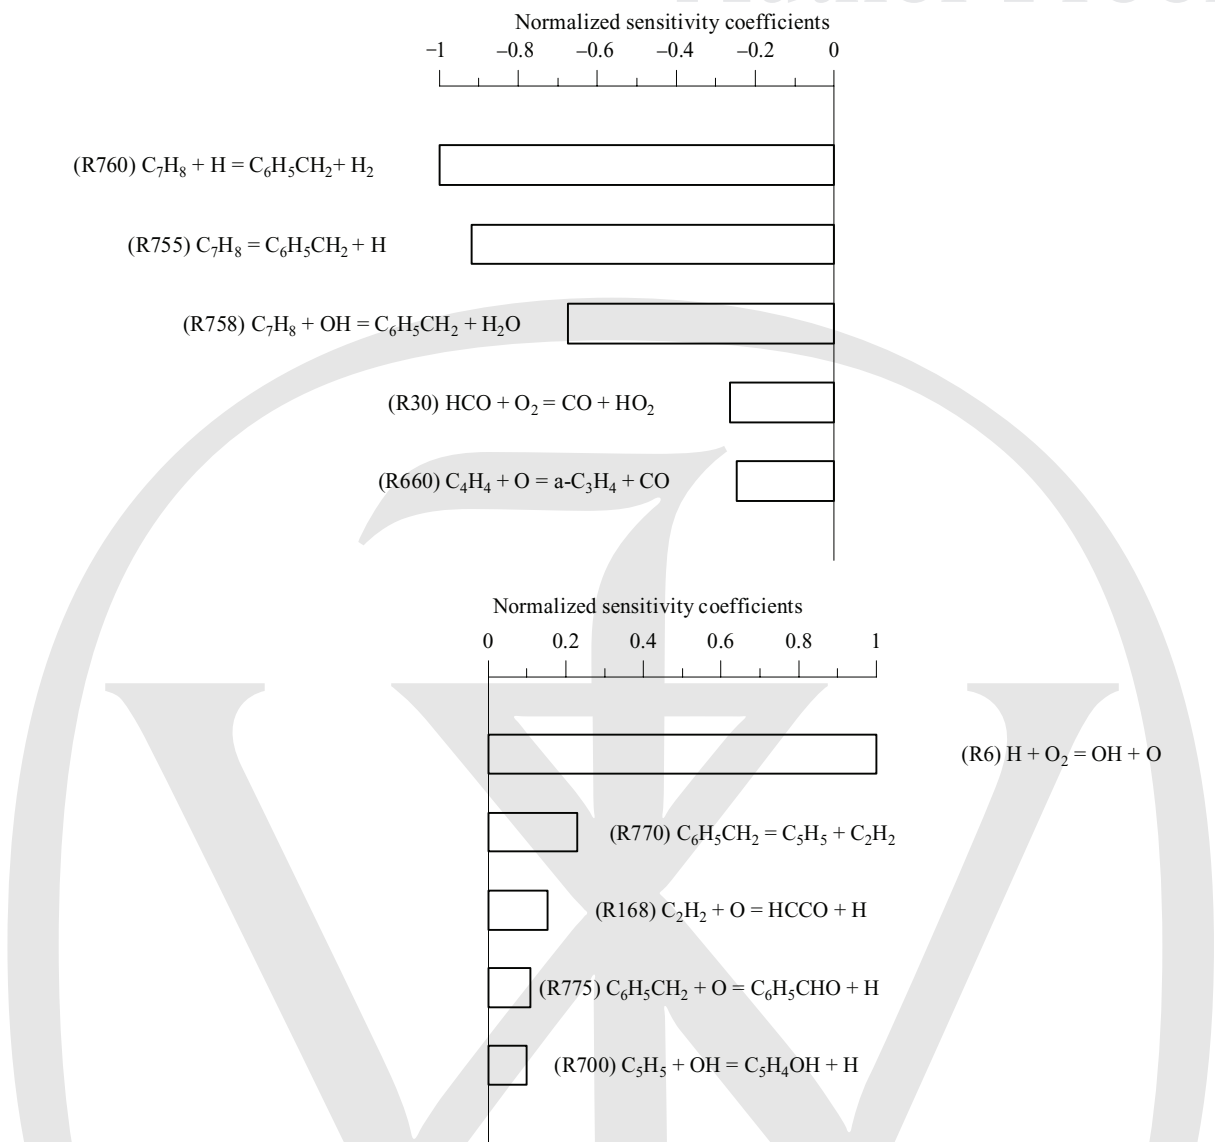 Normalized sensitivity coefficients
−1 –0.8 –0.6 –0.4 –0.2 0
(R760) C₇H₈ + H = C₆H₅CH₂+ H₂
(R755) C₇H₈ = C₆H₅CH₂ + H
(R758) C₇H₈ + OH = C₆H₅CH₂ + H₂O
(R30) HCO + O₂ = CO + HO₂
(R660) C₄H₄ + O = a-C₃H₄ + CO
Normalized sensitivity coefficients
0 0.2 0.4 0.6 0.8 1
(R6) H + O₂ = OH + O
(R770) C₆H₅CH₂ = C₅H₅ + C₂H₂
(R168) C₂H₂ + O = HCCO + H
(R775) C₆H₅CH₂ + O = C₆H₅CHO + H
(R700) C₅H₅ + OH = C₅H₄OH + H